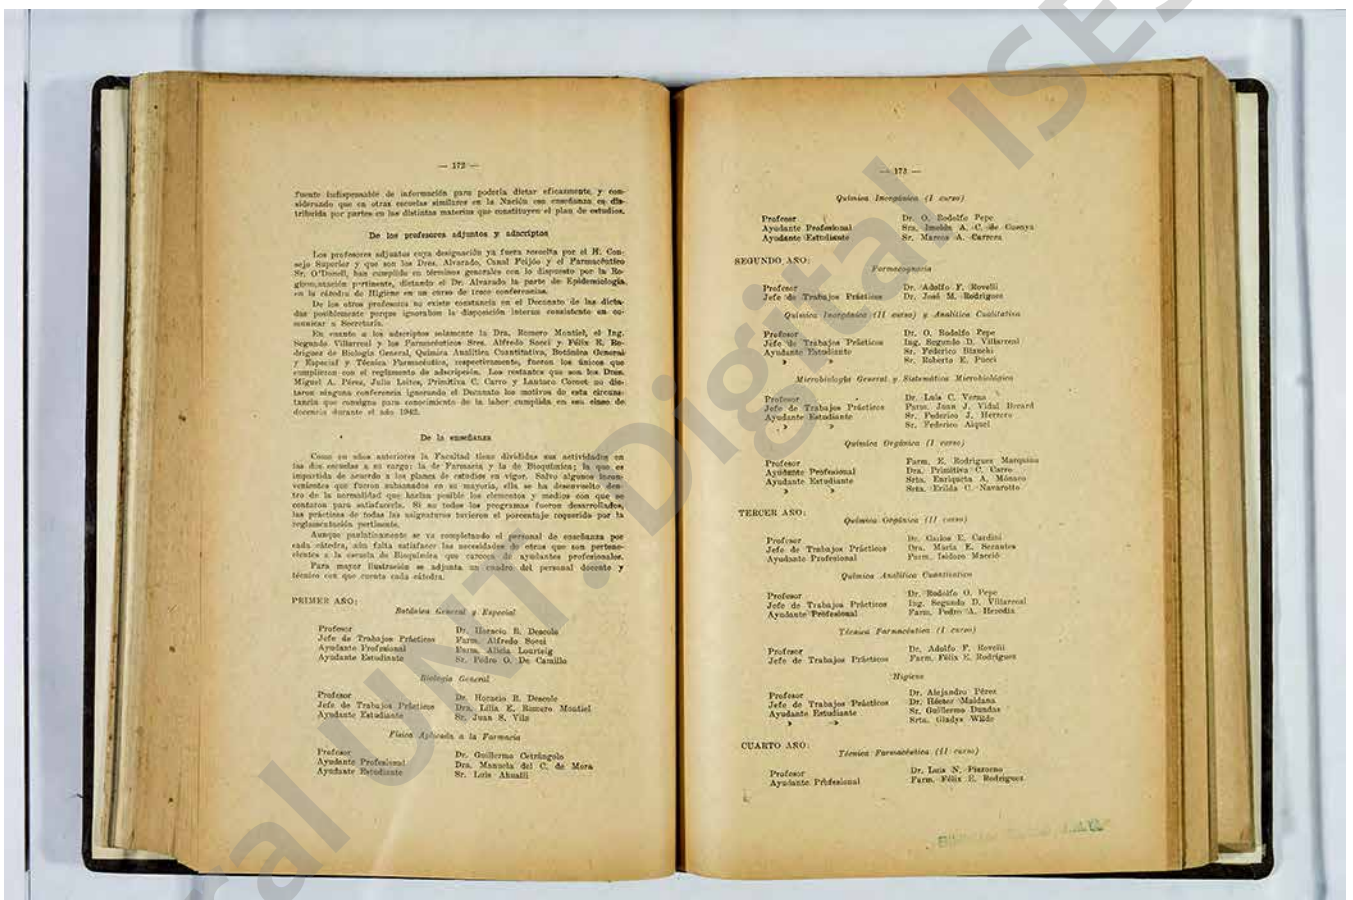 — 172 —
fuente indispensable de información para poderla dictar eficazmente, y con-
siderando que en otras escuelas similares en la Nación esa enseñanza es dis-
tribuída por partes en las distintas materias que constituyen el plan de estudios.
De los profesores adjuntos y adscriptos
Los profesores adjuntos cuya designación ya fuera resuelta por el H. Con-
sejo Superior y que son los Dres. Alvarado, Canal Feijóo y el Farmacéutico
Sr. O'Donell, han cumplido en términos generales con lo dispuesto por la Re-
glamentación pertinente, dictando el Dr. Alvarado la parte de Epidemiología,
en la cátedra de Higiene en un curso de trece conferencias.
De los otros profesores no existe constancia en el Decanato de las dicta-
das posiblemente porque ignoraban la disposición interna consistente en co-
municar a Secretaría.
En cuanto a los adscriptos solamente la Dra. Romero Montiel, el Ing.
Segundo Villarreal y los Farmacéuticos Sres. Alfredo Socci y Félix E. Ro-
dríguez de Biología General, Química Analítica Cuantitativa, Botánica General
y Especial y Técnica Farmacéutica, respectivamente, fueron los únicos que
cumplieron con el reglamento de adscripción. Los restantes que son los Dres.
Miguel A. Pérez, Julio Loites, Primitiva C. Carro y Lautaro Cornet no dic-
taron ninguna conferencia ignorando el Decanato los motivos de esta circuns-
tancia que consigna para conocimiento de la labor cumplida en esa clase de
docencia durante el año 1942.
De la enseñanza
Como en años anteriores la Facultad tiene divididas sus actividades en
las dos escuelas a su cargo: la de Farmacia y la de Bioquímica; la que es
impartida de acuerdo a los planes de estudios en vigor. Salvo algunos incon-
venientes que fueron subsanados en su mayoría, ella se ha desenvuelto den-
tro de la normalidad que hacían posible los elementos y medios con que se
contaron para satisfacerla. Si no todos los programas fueron desarrollados,
las prácticas de todas las asignaturas tuvieron el porcentaje requerido por la
reglamentación pertinente.
Aunque paulatinamente se va completando el personal de enseñanza por
cada cátedra, aún falta satisfacer las necesidades de otras que son pertene-
cientes a la escuela de Bioquímica que carecen de ayudantes profesionales.
Para mayor ilustración se adjunta un cuadro del personal docente y
técnico con que cuenta cada cátedra.
PRIMER AÑO:
Botánica General y Especial
Profesor Dr. Horacio R. Descole
Jefe de Trabajos Prácticos Farm. Alfredo Socci
Ayudante Profesional Farm. Alicia Lourteig
Ayudante Estudiante Sr. Pedro O. De Camillo
Biología General
Profesor Dr. Horacio R. Descole
Jefe de Trabajos Prácticos Dra. Lilia E. Romero Montiel
Ayudante Estudiante Sr. Juan S. Vila
Física Aplicada a la Farmacia
Profesor Dr. Guillermo Cetrángolo
Ayudante Profesional Dra. Manuela del C. de Mora
Ayudante Estudiante Sr. Luis Ahualli
— 173 —
Química Inorgánica (I curso)
Profesor Dr. O. Rodolfo Pepe
Ayudante Profesional Sra. Imelda A. C. de Cuenya
Ayudante Estudiante Sr. Marcos A. Carrera
SEGUNDO AÑO:
Farmacognosia
Profesor Dr. Adolfo F. Rovelli
Jefe de Trabajos Prácticos Dr. José M. Rodríguez
Química Inorgánica (II curso) y Analítica Cualitativa
Profesor Dr. O. Rodolfo Pepe
Jefe de Trabajos Prácticos Ing. Segundo D. Villarreal
Ayudante Estudiante Sr. Federico Bianchi
» » Sr. Roberto E. Pucci
Microbiología General y Sistemática Microbiológica
Profesor Dr. Luis C. Verna
Jefe de Trabajos Prácticos Farm. Juan J. Vidal
Ayudante Estudiante Sr. Federico J. Herrero
» » Sr. Federico Aiquel
Química Orgánica (I curso)
Profesor Farm. E. Rodríguez Marquina
Ayudante Profesional Dra. Primitiva C. Carro
Ayudante Estudiante Srta. Enriqueta A. Mónaco
» » Srta. Erilda C. Navarotto
TERCER AÑO:
Química Orgánica (II curso)
Profesor Dr. Carlos E. Cardini
Jefe de Trabajos Prácticos Dra. María E. Serantes
Ayudante Profesional Farm. Isidoro Macció
Química Analítica Cuantitativa
Profesor Dr. Rodolfo O. Pepe
Jefe de Trabajos Prácticos Ing. Segundo D. Villarreal
Ayudante Profesional Farm. Pedro A. Heredia
Técnica Farmacéutica (I curso)
Profesor Dr. Adolfo F. Rovelli
Jefe de Trabajos Prácticos Farm. Félix E. Rodríguez
Higiene
Profesor Dr. Alejandro Pérez
Jefe de Trabajos Prácticos Dr. Héctor Maldana
Ayudante Estudiante Sr. Guillermo Dundas
» » Srta. Gladys Wilde
CUARTO AÑO:
Técnica Farmacéutica (II curso)
Profesor Dr. Luis N. Pizzorno
Ayudante Profesional Farm. Félix E. Rodríguez
UNT.Digital ISES